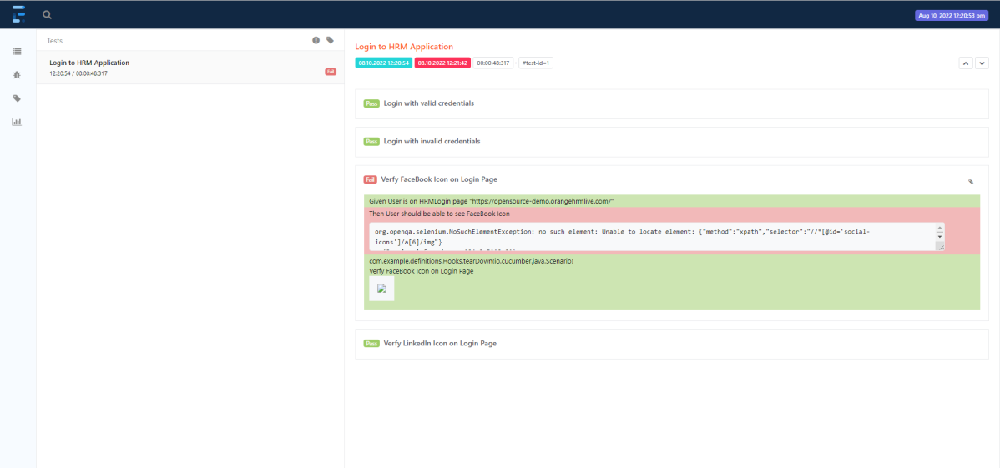 Aug 10, 2022 12:20:53 pm
Tests
Login to HRM Application
12:20:54 / 00:00:48:317
Fail
Login to HRM Application
08.10.2022 12:20:54 08.10.2022 12:21:42 00:00:48:317 · #test-id=1
Pass Login with valid credentials
Pass Login with invalid credentials
Fail Verfy FaceBook Icon on Login Page
Given User is on HRMLogin page "https://opensource-demo.orangehrmlive.com/"
Then User should be able to see FaceBook Icon
org.openqa.selenium.NoSuchElementException: no such element: Unable to locate element: {"method":"xpath","selector":"//*[@id='social-
icons']/a[6]/img"}
com.example.definitions.Hooks.tearDown(io.cucumber.java.Scenario)
Verfy FaceBook Icon on Login Page
Pass Verfy LinkedIn Icon on Login Page